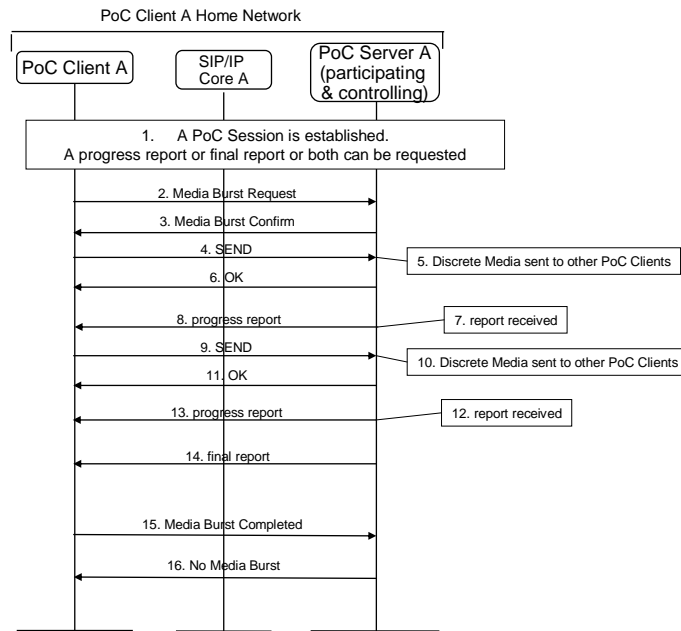 PoC Client A Home Network
PoC Client A
SIP/IP
Core A
PoC Server A
(participating
& controlling)
1. A PoC Session is established.
A progress report or final report or both can be requested
2. Media Burst Request
3. Media Burst Confirm
4. SEND
5. Discrete Media sent to other PoC Clients
6. OK
8. progress report
7. report received
9. SEND
10. Discrete Media sent to other PoC Clients
11. OK
13. progress report
12. report received
14. final report
15. Media Burst Completed
16. No Media Burst